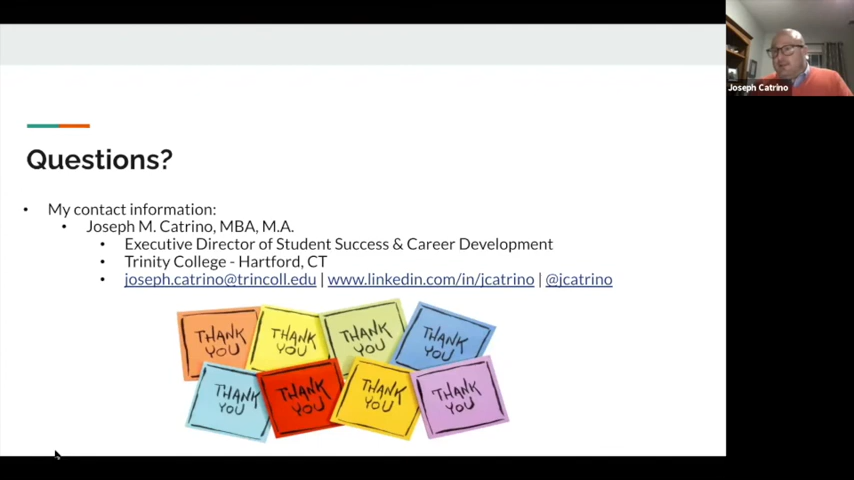 Joseph Catrino
Questions?
• My contact information:
• Joseph M. Catrino, MBA, M.A.
• Executive Director of Student Success & Career Development
• Trinity College - Hartford, CT
• joseph.catrino@trincoll.edu | www.linkedin.com/in/jcatrino | @jcatrino
THANK YOU
THANK YOU
THANK YOU
THANK YOU
THANK YOU
THANK YOU
THANK YOU
THANK YOU